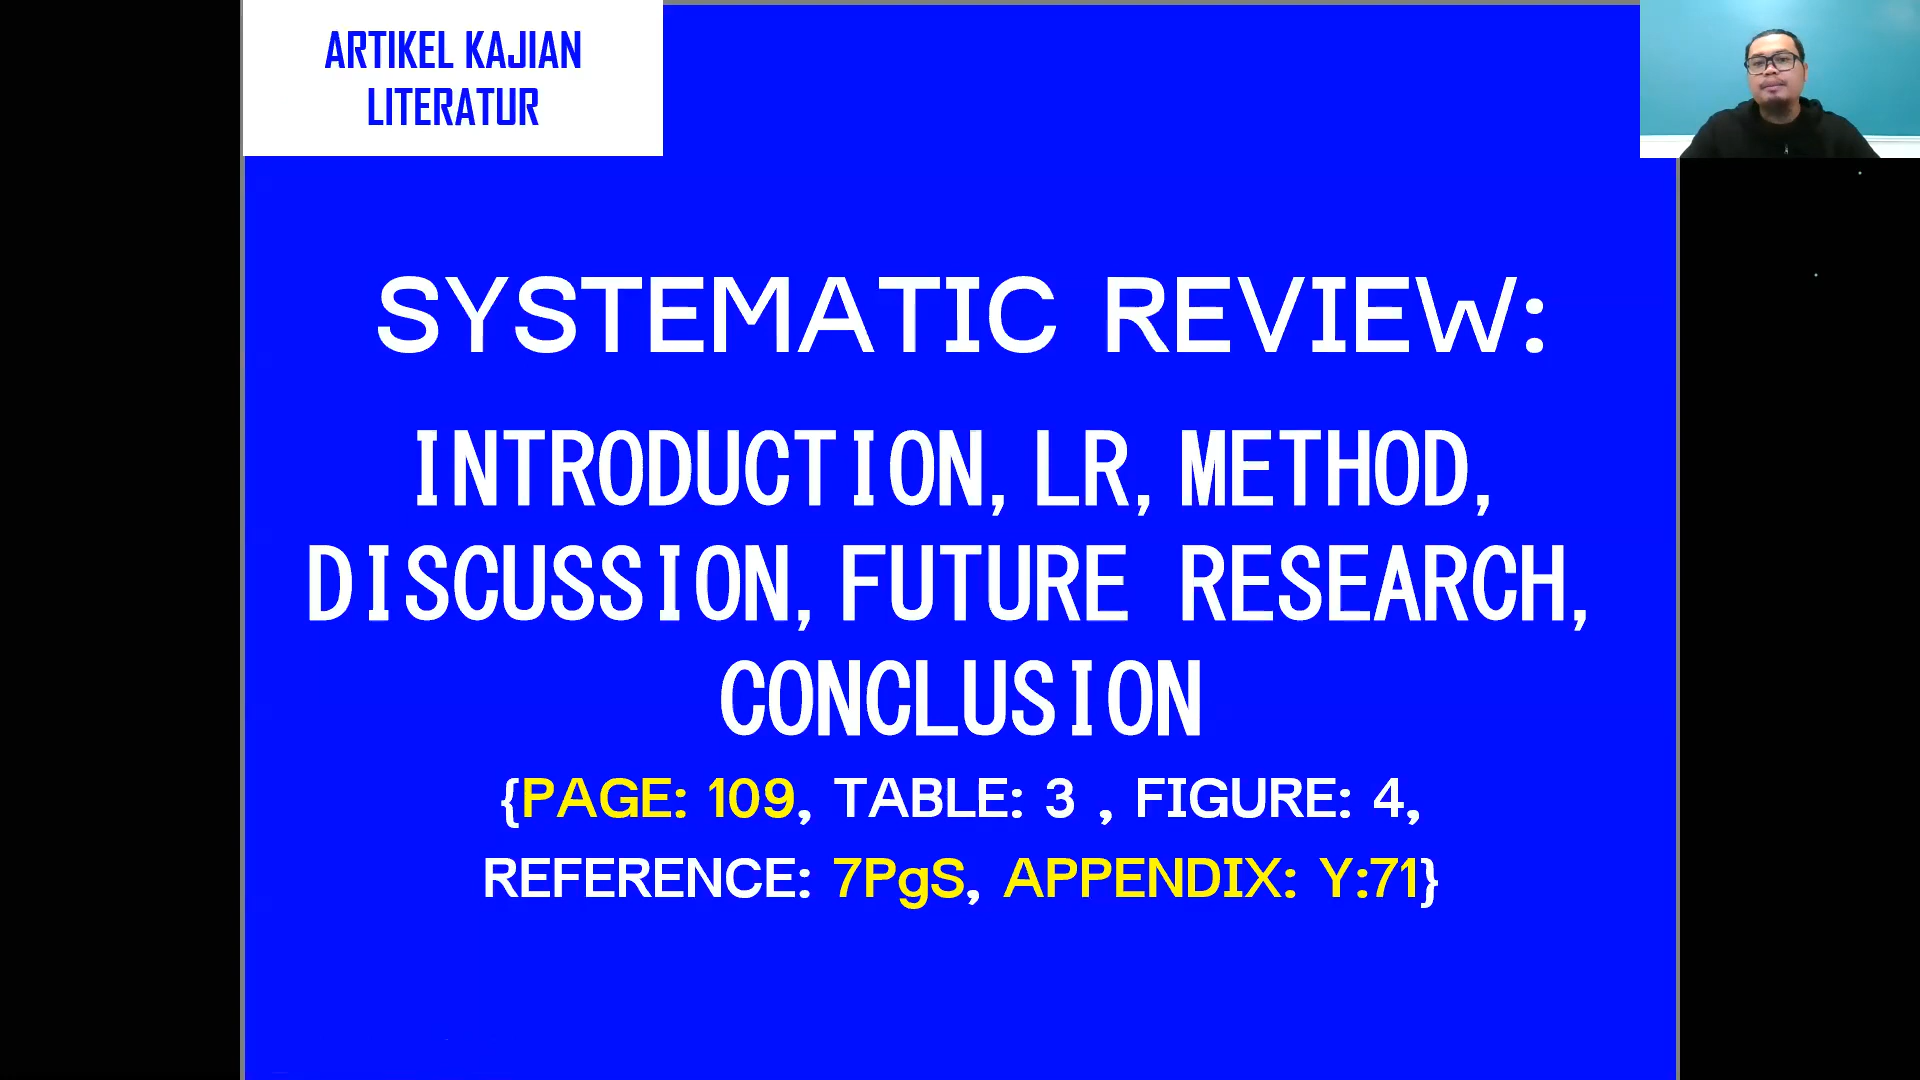 ARTIKEL KAJIAN
LITERATUR
SYSTEMATIC REVIEW:
INTRODUCTION, LR, METHOD,
DISCUSSION, FUTURE RESEARCH,
CONCLUSION
{PAGE: 109, TABLE: 3 , FIGURE: 4,
REFERENCE: 7PgS, APPENDIX: Y:71}